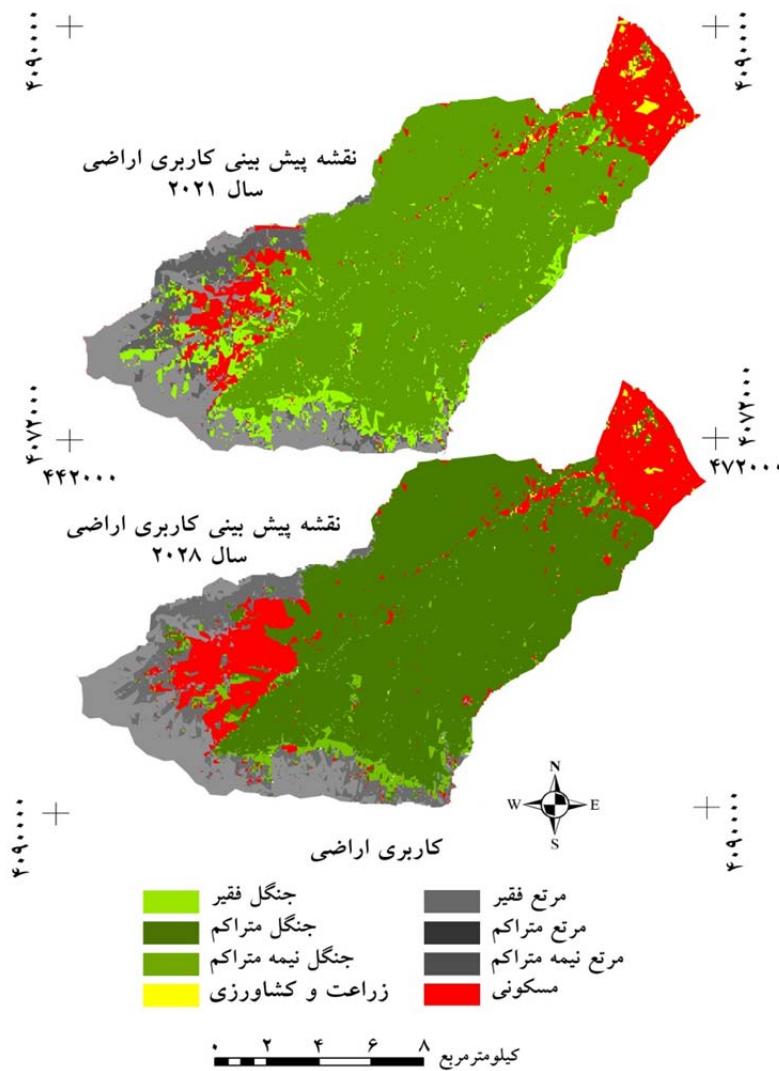 ۴۰۹۰۰۰۰
۴۰۹۰۰۰۰
نقشه پیش بینی کاربری اراضی
سال ۲۰۲۱
۴۰۷۲۰۰۰
۴۰۷۲۰۰۰
۴۴۲۰۰۰
۴۷۲۰۰۰
نقشه پیش بینی کاربری اراضی
سال ۲۰۲۸
N
W E
S
۴۰۹۰۰۰۰
۴۰۹۰۰۰۰
کاربری اراضی
مرتع فقیر
جنگل فقیر
مرتع متراکم
جنگل متراکم
مرتع نیمه متراکم
جنگل نیمه متراکم
مسکونی
زراعت و کشاورزی
۰ ۲ ۴ ۶ ۸
کیلومترمربع